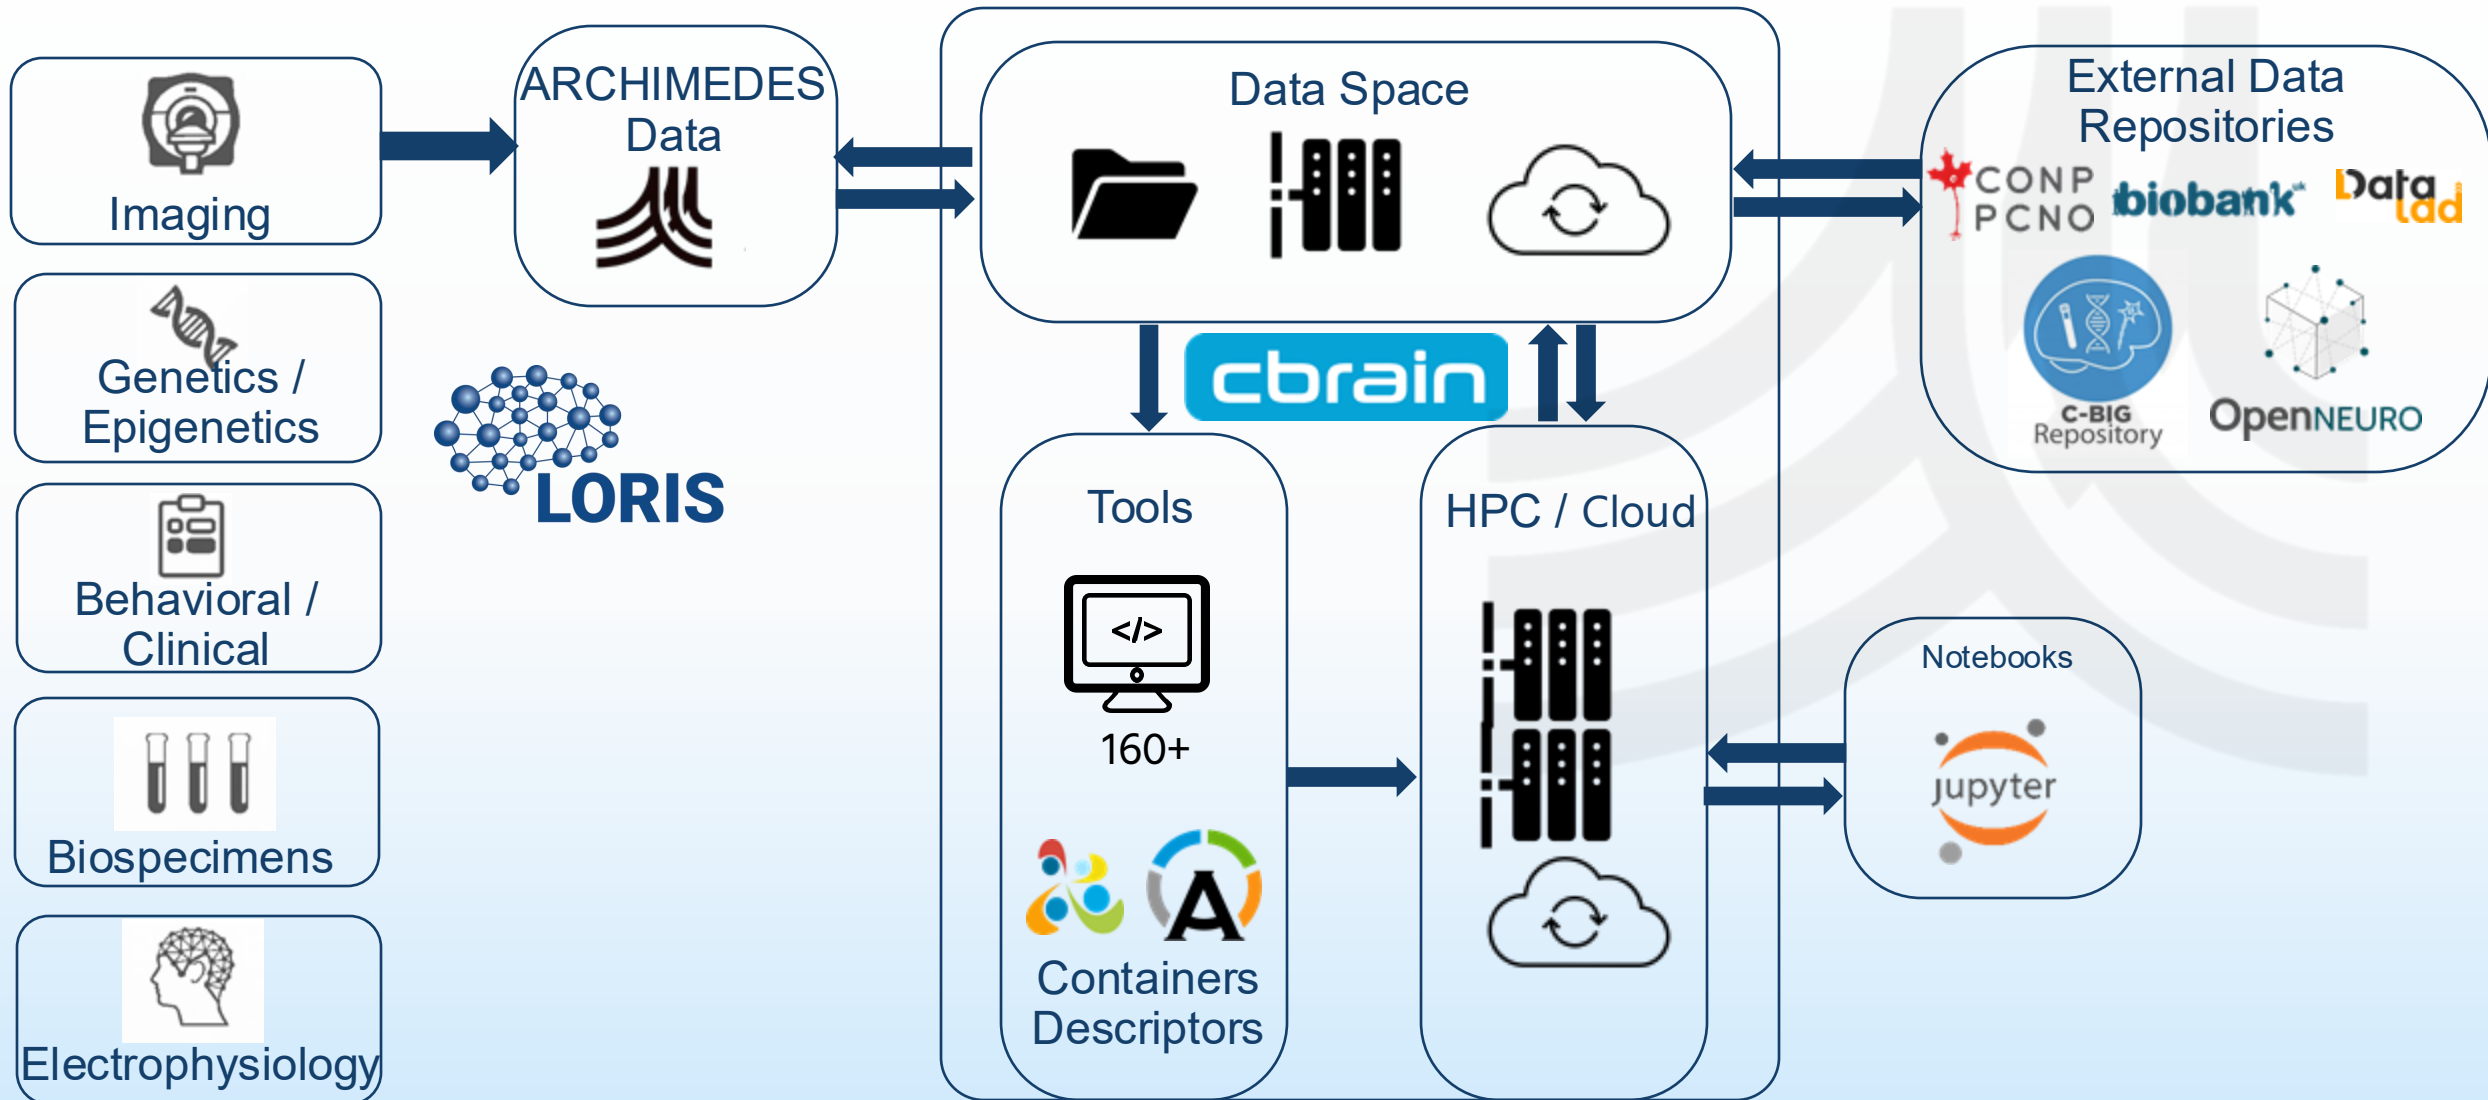 Imaging
Genetics /
Epigenetics
Behavioral /
Clinical
Biospecimens
Electrophysiology
ARCHIMEDES
Data
LORIS
Data Space
cbrain
Tools
</>
160+
A
Containers
Descriptors
HPC / Cloud
External Data
Repositories
CONP
PCNO
biobank uk
Data
Lad
C-BIG
Repository
OpenNEURO
Notebooks
jupyter